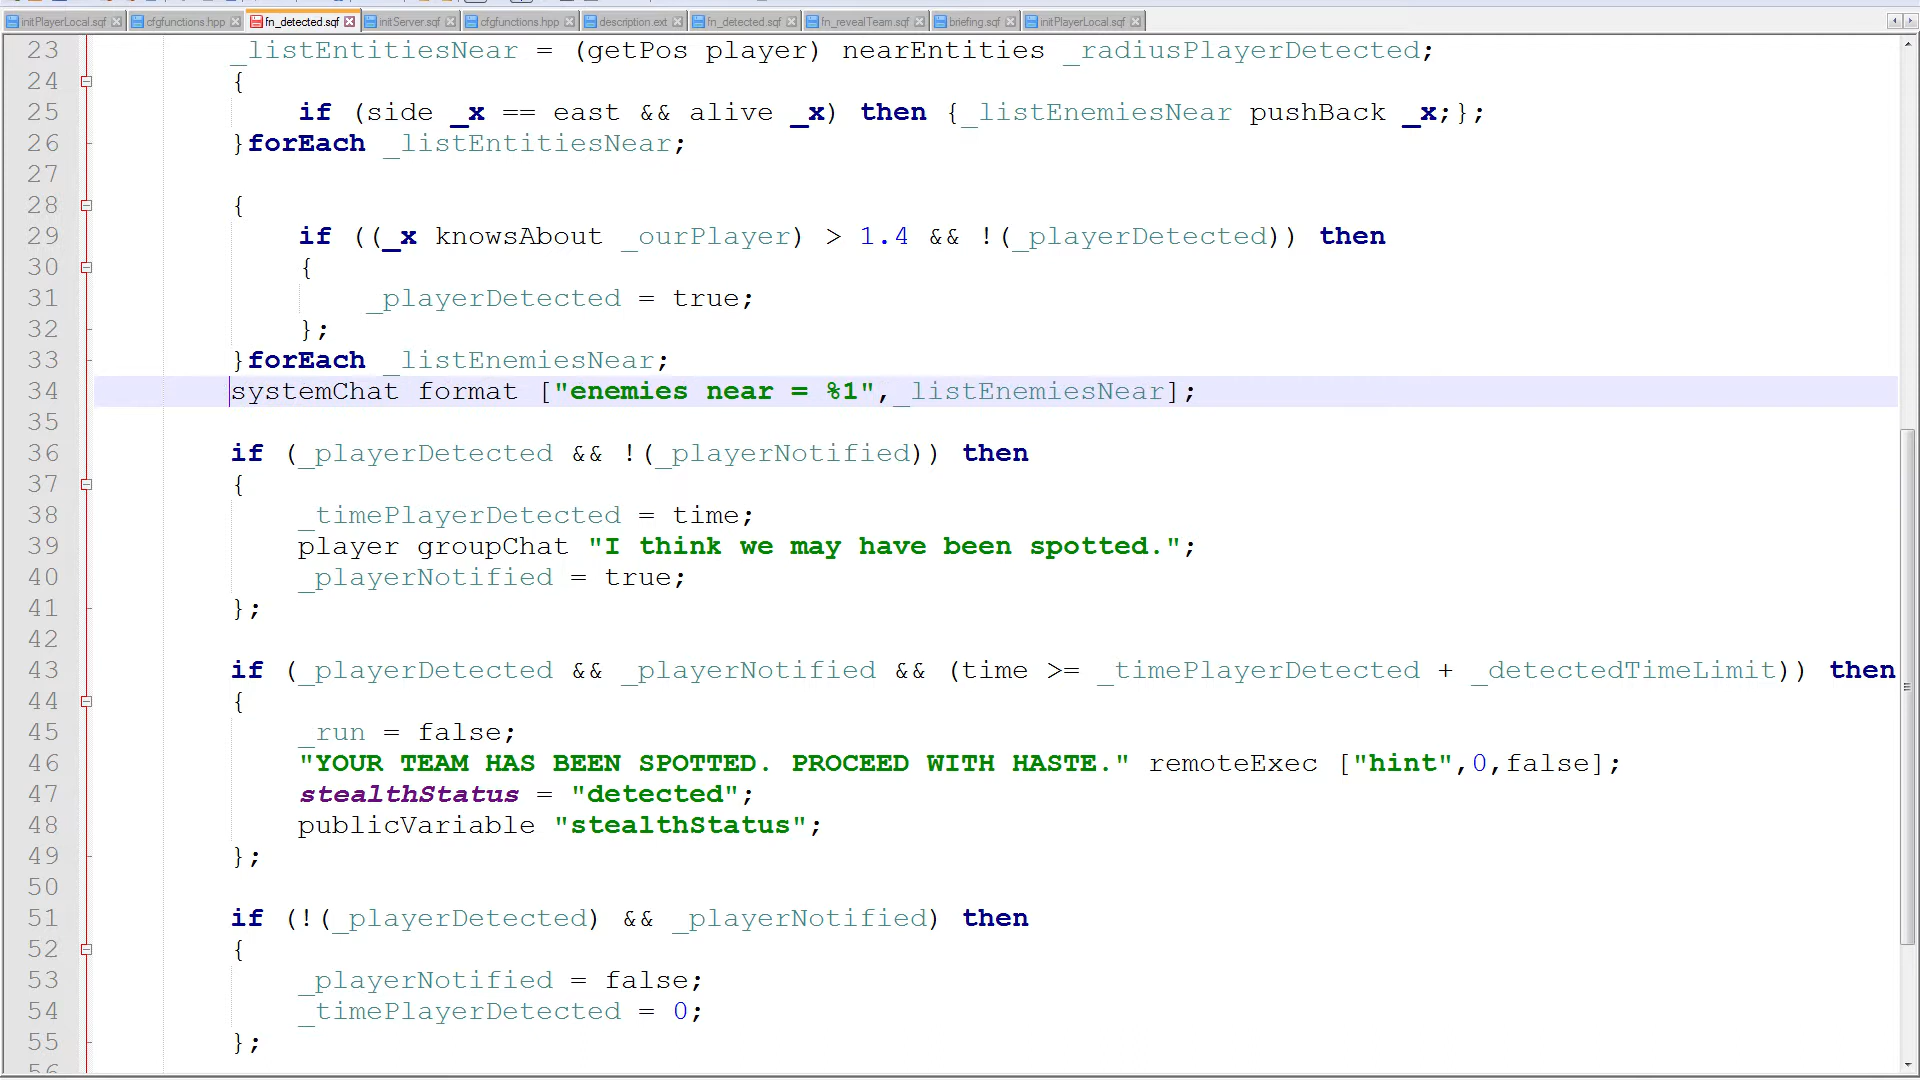 initPlayerLocal.sqf cfgfunctions.hpp fn_detected.sqf initServer.sqf cfgfunctions.hpp description.ext fn_detected.sqf fn_revealTeam.sqf briefing.sqf initPlayerLocal.sqf
23 _listEntitiesNear = (getPos player) nearEntities _radiusPlayerDetected;
24 {
25 if (side _x == east && alive _x) then {_listEnemiesNear pushBack _x;};
26 }forEach _listEntitiesNear;
27
28 {
29 if ((_x knowsAbout _ourPlayer) > 1.4 && !(_playerDetected)) then
30 {
31 _playerDetected = true;
32 };
33 }forEach _listEnemiesNear;
34 systemChat format ["enemies near = %1",_listEnemiesNear];
35
36 if (_playerDetected && !(_playerNotified)) then
37 {
38 _timePlayerDetected = time;
39 player groupChat "I think we may have been spotted.";
40 _playerNotified = true;
41 };
42
43 if (_playerDetected && _playerNotified && (time >= _timePlayerDetected + _detectedTimeLimit)) then
44 {
45 _run = false;
46 "YOUR TEAM HAS BEEN SPOTTED. PROCEED WITH HASTE." remoteExec ["hint",0,false];
47 stealthStatus = "detected";
48 publicVariable "stealthStatus";
49 };
50
51 if (!(_playerDetected) && _playerNotified) then
52 {
53 _playerNotified = false;
54 _timePlayerDetected = 0;
55 };
56